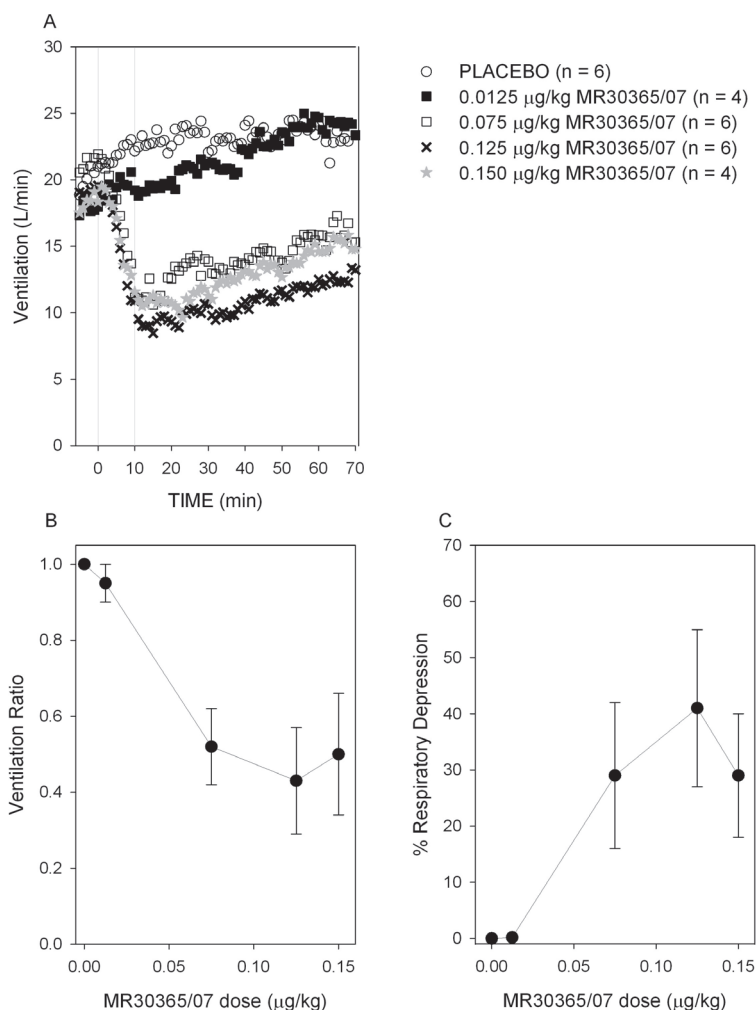 A
30
25
20
15
10
5
0
Ventilation (L/min)
0 10 20 30 40 50 60 70
TIME (min)
PLACEBO (n = 6)
0.0125 µg/kg MR30365/07 (n = 4)
0.075 µg/kg MR30365/07 (n = 6)
0.125 µg/kg MR30365/07 (n = 6)
0.150 µg/kg MR30365/07 (n = 4)
B
1.0
0.8
0.6
0.4
0.2
0.0
Ventilation Ratio
0.00 0.05 0.10 0.15
MR30365/07 dose (µg/kg)
C
70
60
50
40
30
20
10
0
% Respiratory Depression
0.00 0.05 0.10 0.15
MR30365/07 dose (µg/kg)